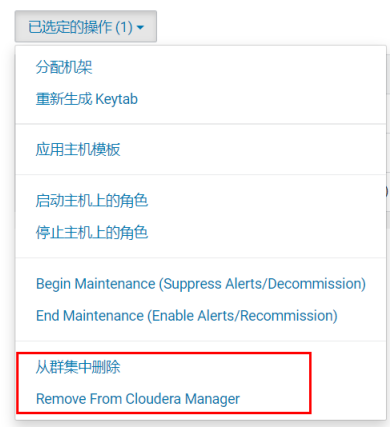 已选定的操作 (1)
分配机架
重新生成 Keytab
应用主机模板
启动主机上的角色
停止主机上的角色
Begin Maintenance (Suppress Alerts/Decommission)
End Maintenance (Enable Alerts/Recommission)
从群集中删除
Remove From Cloudera Manager